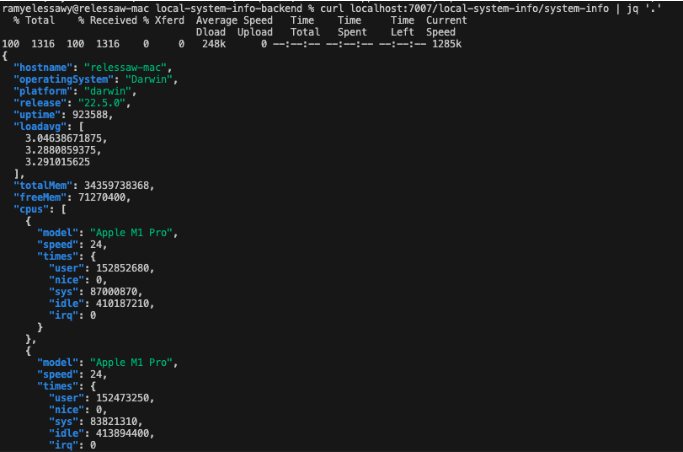 ramyelessawy@relessaw-mac local-system-info-backend % curl localhost:7007/local-system-info/system-info | jq '.'
  % Total    % Received % Xferd  Average Speed   Time    Time     Time  Current
                                 Dload  Upload   Total   Spent    Left  Speed
100  1316  100  1316    0     0   248k      0 --:--:-- --:--:-- --:--:-- 1285k
{
  "hostname": "relessaw-mac",
  "operatingSystem": "Darwin",
  "platform": "darwin",
  "release": "22.5.0",
  "uptime": 923588,
  "loadavg": [
    3.04638671875,
    3.2880859375,
    3.291015625
  ],
  "totalMem": 34359738368,
  "freeMem": 71270400,
  "cpus": [
    {
      "model": "Apple M1 Pro",
      "speed": 24,
      "times": {
        "user": 152852680,
        "nice": 0,
        "sys": 87000870,
        "idle": 410187210,
        "irq": 0
      }
    },
    {
      "model": "Apple M1 Pro",
      "speed": 24,
      "times": {
        "user": 152473250,
        "nice": 0,
        "sys": 83821310,
        "idle": 413894400,
        "irq": 0